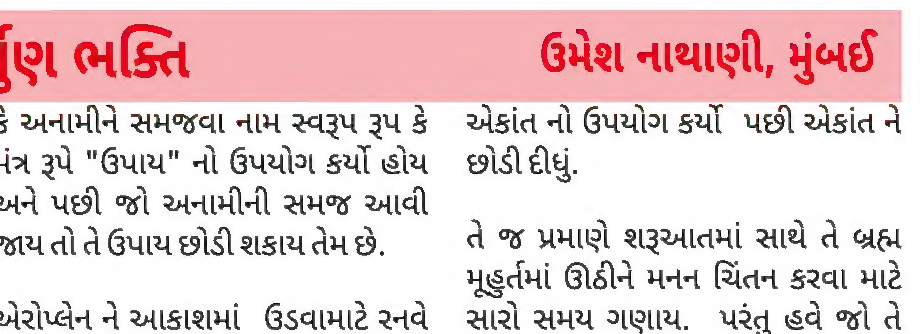 ભક્તિ
ઉમેશ નાથાણી, મુંબઈ
કે અનામીને સમજવા નામ સ્વરૂપ રૂપ કે
મંત્ર રૂપે "ઉપાય" નો ઉપયોગ કર્યો હોય
અને પછી જો અનામીની સમજ આવી
જાય તો તે ઉપાય છોડી શકાય તેમ છે.
એરોપ્લેન ને આકાશમાં ઉડવામાટે રનવે
એકાંત નો ઉપયોગ કર્યો પછી એકાંત ને
છોડી દીધું.
તે જ પ્રમાણે શરૂઆતમાં સાથે તે બ્રહ્મ
મૂહુર્તમાં ઊઠીને મનન ચિંતન કરવા માટે
સારો સમય ગણાય. પરંતુ હવે જો તે